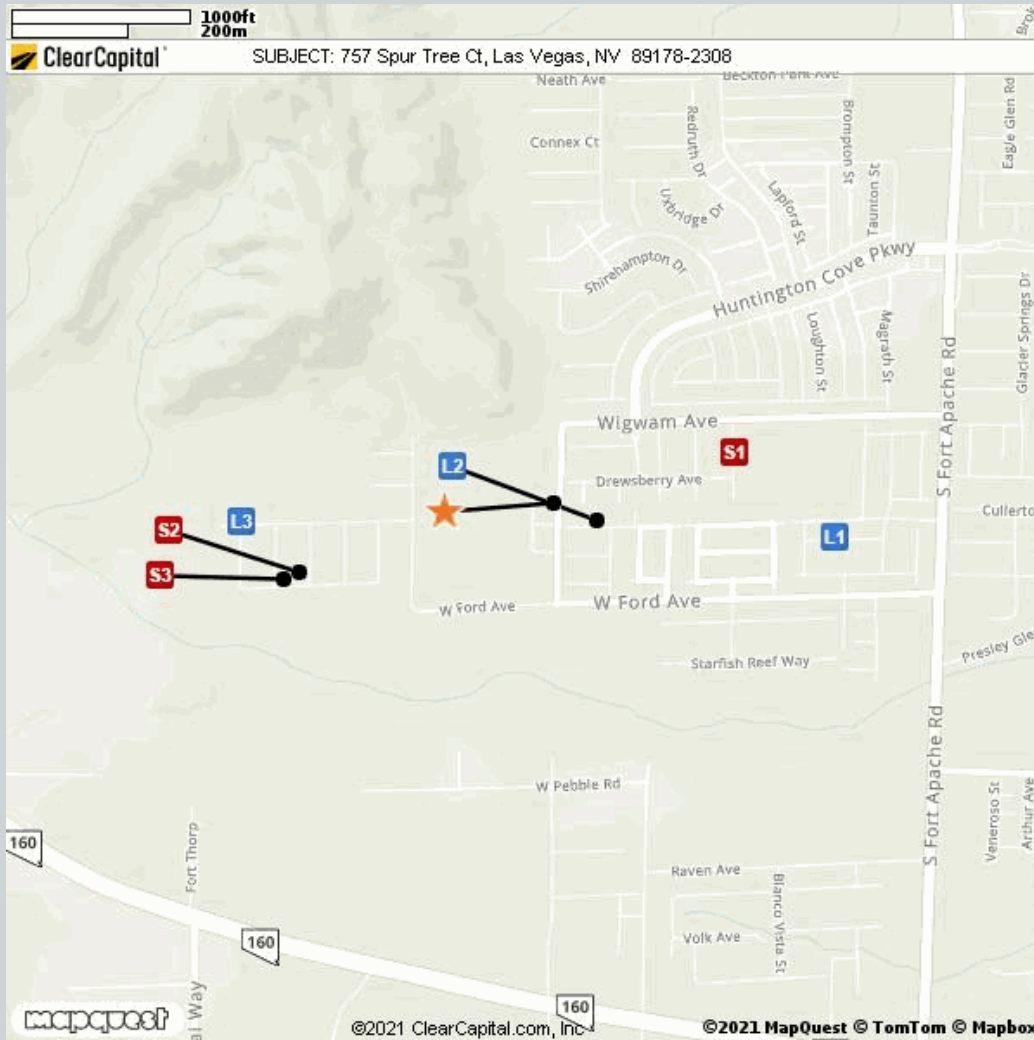 1000ft
200m
ClearCapital
SUBJECT: 757 Spur Tree Ct, Las Vegas, NV 89178-2308
Neath Ave
Beckton Park Ave
Connex Ct
Redruth Dr
Brompton St
Eagle Glen Rd
Uxbridge Dr
Lapford St
Taunton St
Shirehampton Dr
Huntington Cove Pkwy
Glacier Springs Dr
Loughton St
Magrath St
S Fort Apache Rd
Wigwam Ave
S1
L2
Drewsberry Ave
S2
L3
L1
S3
W Ford Ave
W Ford Ave
Starfish Reef Way
S Fort Apache Rd
W Pebble Rd
Veneroso St
Arthur Ave
160
Fort Thorp
Raven Ave
Blanco Vista St
Volk Ave
160
160
mapquest
©2021 ClearCapital.com, Inc
©2021 MapQuest © TomTom © Mapbox